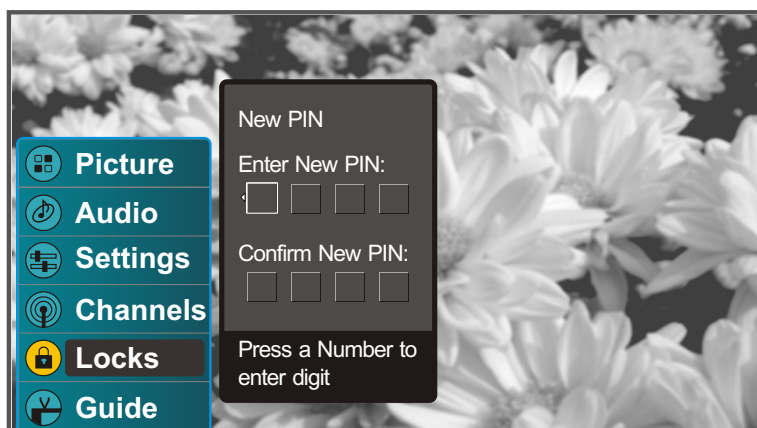 Picture
Audio
Settings
Channels
Locks
Guide
New PIN
Enter New PIN:
Confirm New PIN:
Press a Number to
enter digit